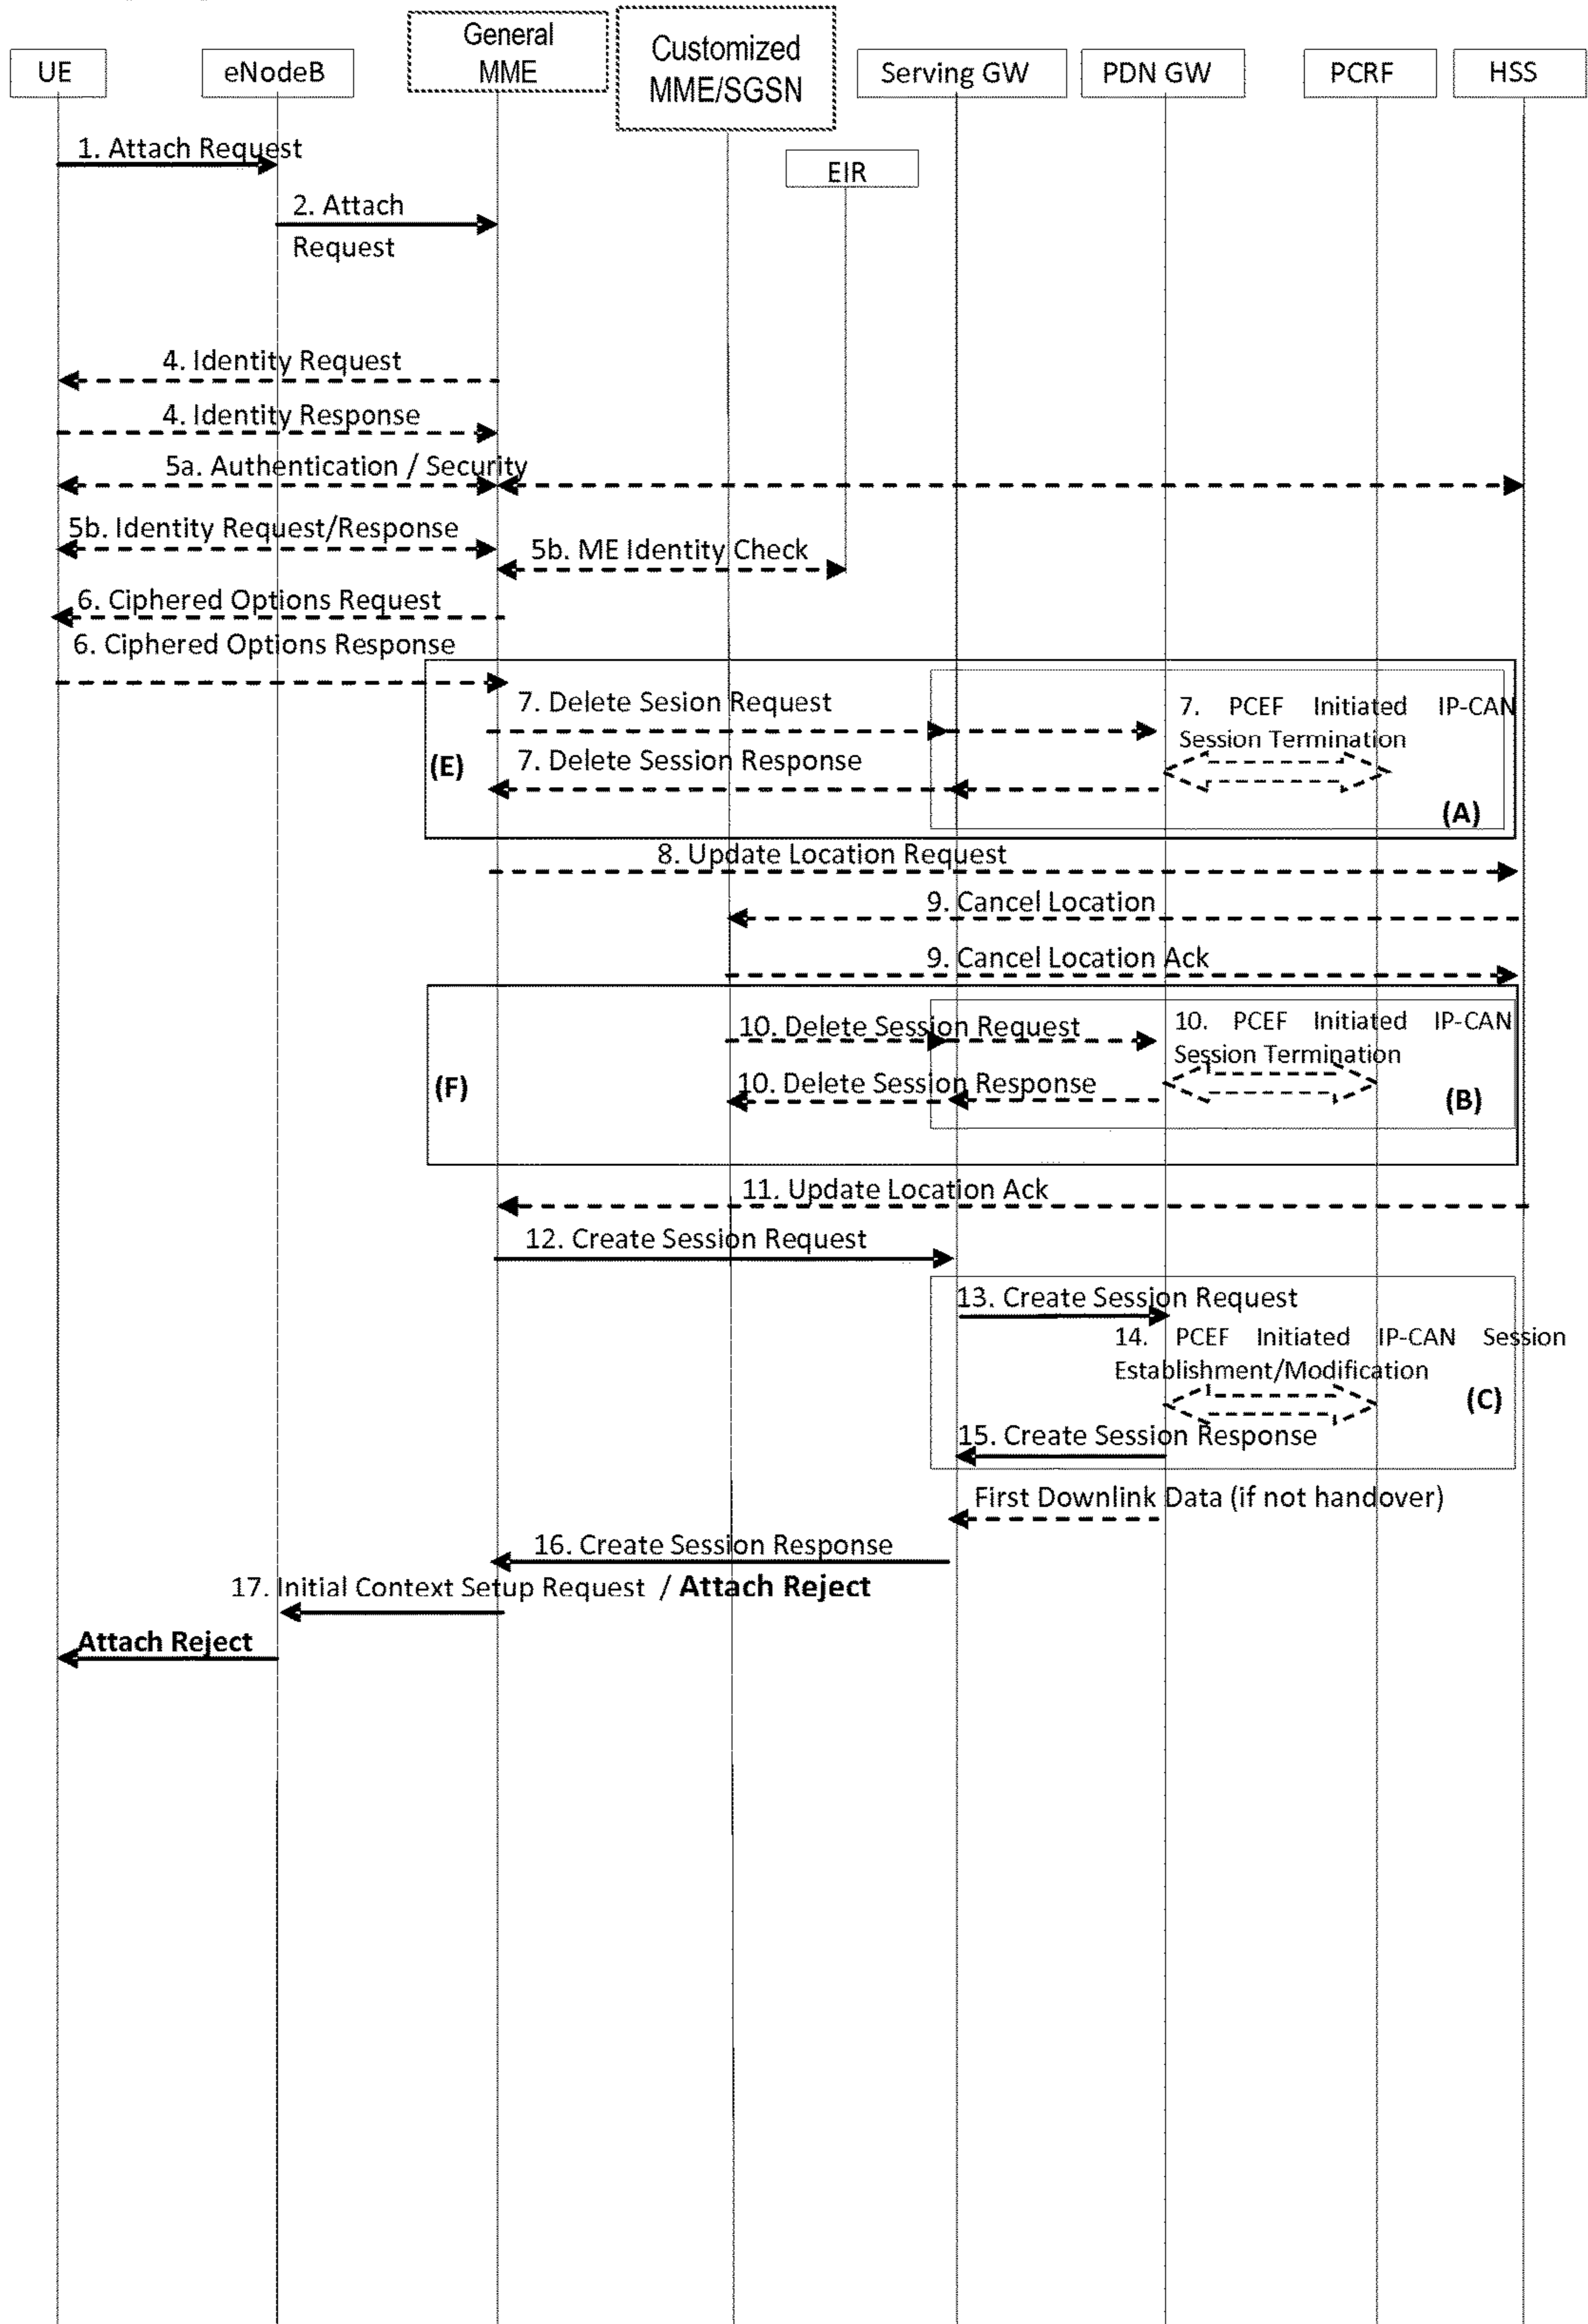 General
MME
Customized
MME/SGSN
UE
eNodeB
Serving GW
PDN GW
PCRF
HSS
1. Attach Request
EIR
2. Attach
Request
4. Identity Request
4. Identity Response
5a. Authentication / Security
5b. Identity Request/Response
5b. ME Identity Check
6. Ciphered Options Request
6. Ciphered Options Response
7. Delete Sesion Request
7. PCEF Initiated IP-CAN
Session Termination
(E)
7. Delete Session Response
(A)
8. Update Location Request
9. Cancel Location
9. Cancel Location Ack
10. Delete Session Request
10. PCEF Initiated IP-CAN
Session Termination
(F)
10. Delete Session Response
(B)
11. Update Location Ack
12. Create Session Request
13. Create Session Request
14. PCEF Initiated IP-CAN Session
Establishment/Modification
(C)
15. Create Session Response
First Downlink Data (if not handover)
16. Create Session Response
17. Initial Context Setup Request / Attach Reject
Attach Reject